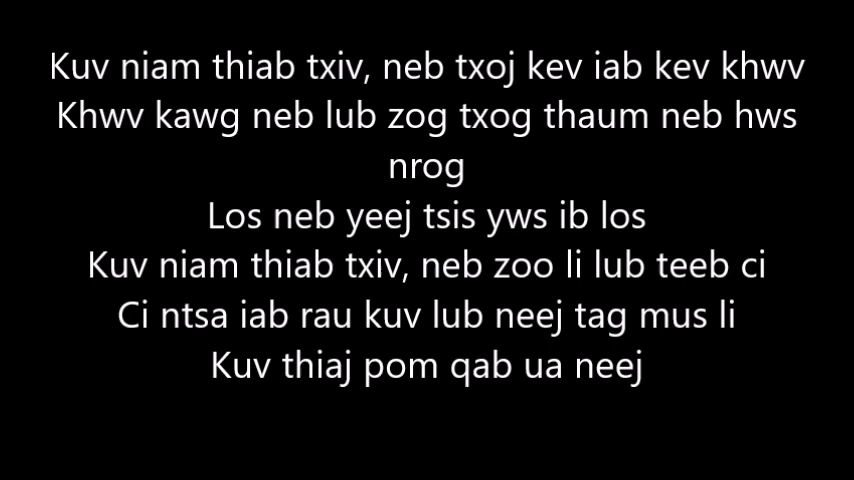 Kuv niam thiab txiv, neb txoj kev iab kev khwv
Khwv kawg neb lub zog txog thaum neb hws
nrog
Los neb yeej tsis yws ib los
Kuv niam thiab txiv, neb zoo li lub teeb ci
Ci ntsa iab rau kuv lub neej tag mus li
Kuv thiaj pom qab ua neej